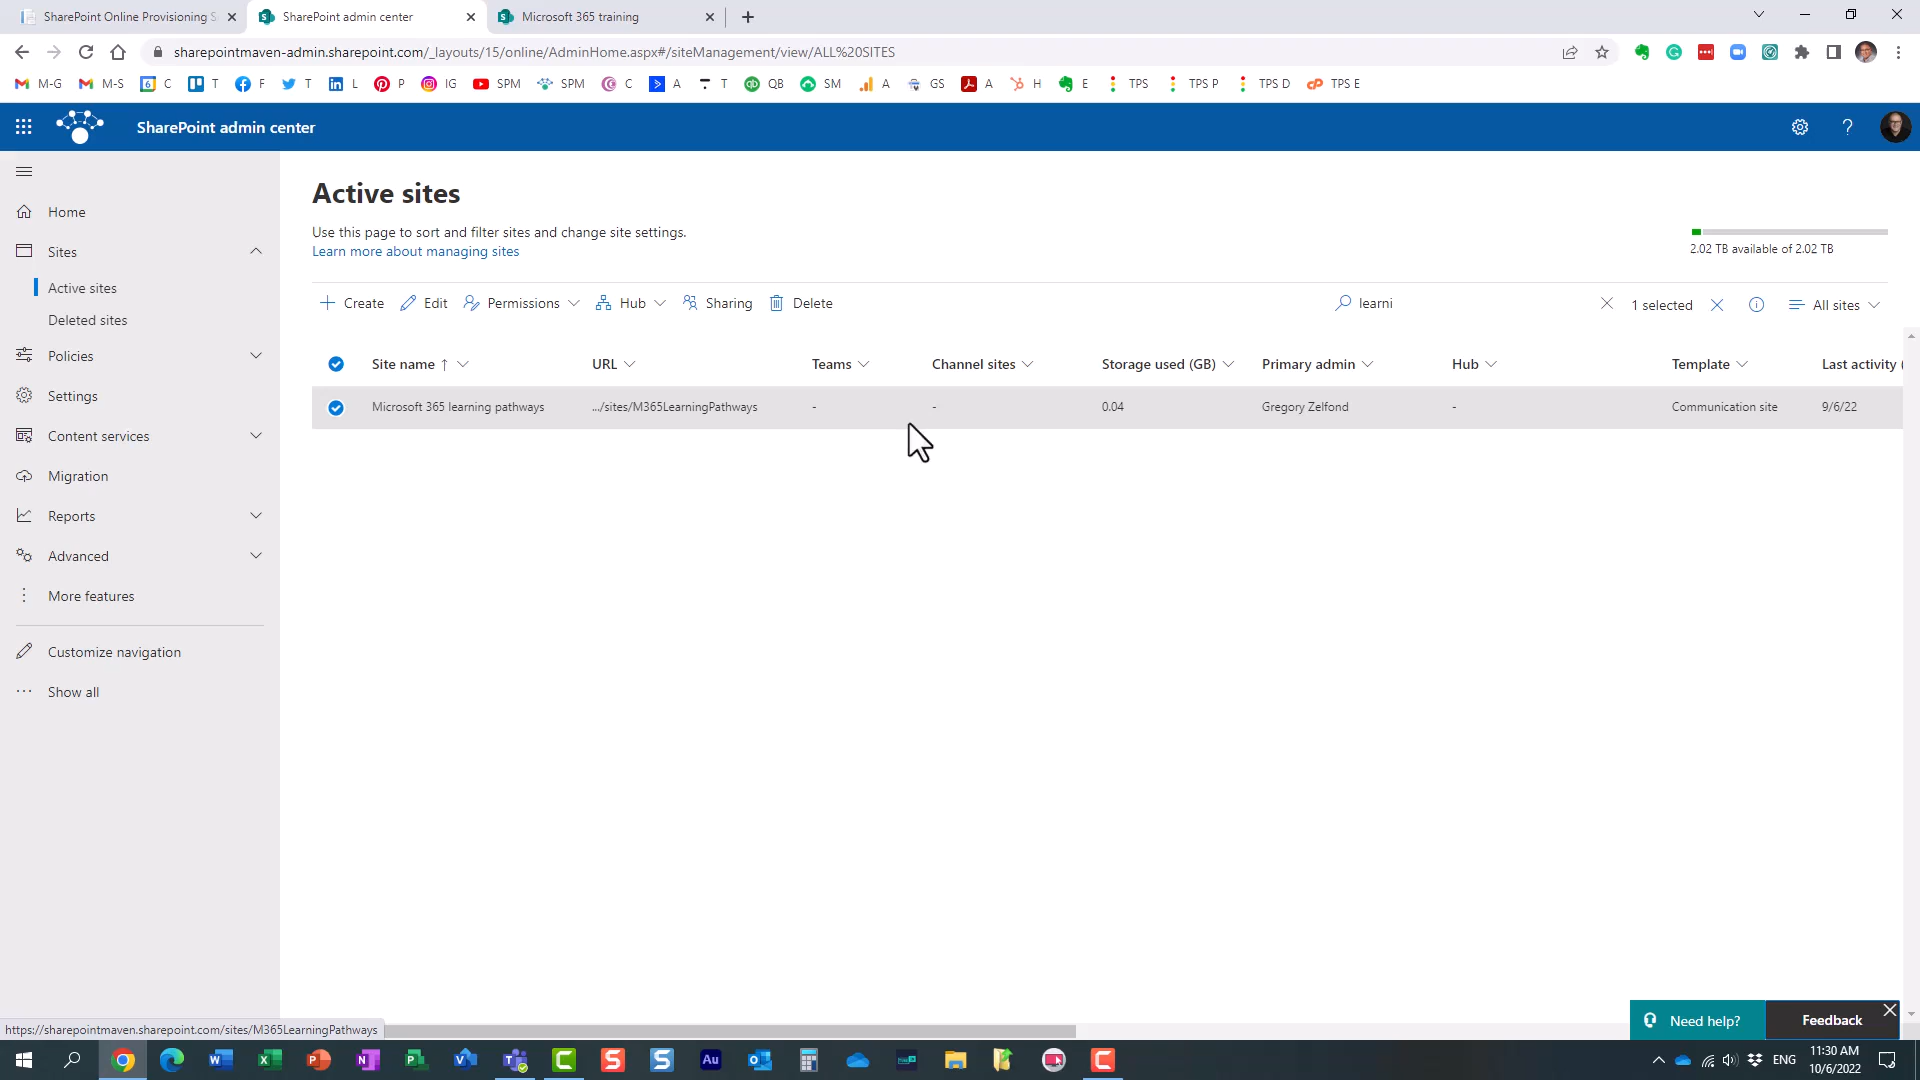 SharePoint Online Provisioning S
SharePoint admin center
Microsoft 365 training
sharepointmaven-admin.sharepoint.com/_layouts/15/online/AdminHome.aspx#/siteManagement/view/ALL%20SITES
M-G M-S C T F T L P IG SPM SPM C A T QB SM A GS A H E TPS TPS P TPS D TPS E
SharePoint admin center
Home
Sites
Active sites
Deleted sites
Policies
Settings
Content services
Migration
Reports
Advanced
More features
Customize navigation
Show all
Active sites
Use this page to sort and filter sites and change site settings.
Learn more about managing sites
2.02 TB available of 2.02 TB
Create Edit Permissions Hub Sharing Delete learni 1 selected All sites
Site name ↑ URL Teams Channel sites Storage used (GB) Primary admin Hub Template Last activity (
Microsoft 365 learning pathways .../sites/M365LearningPathways - - 0.04 Gregory Zelfond - Communication site 9/6/22
Need help? Feedback
https://sharepointmaven.sharepoint.com/sites/M365LearningPathways
ENG 11:30 AM
10/6/2022